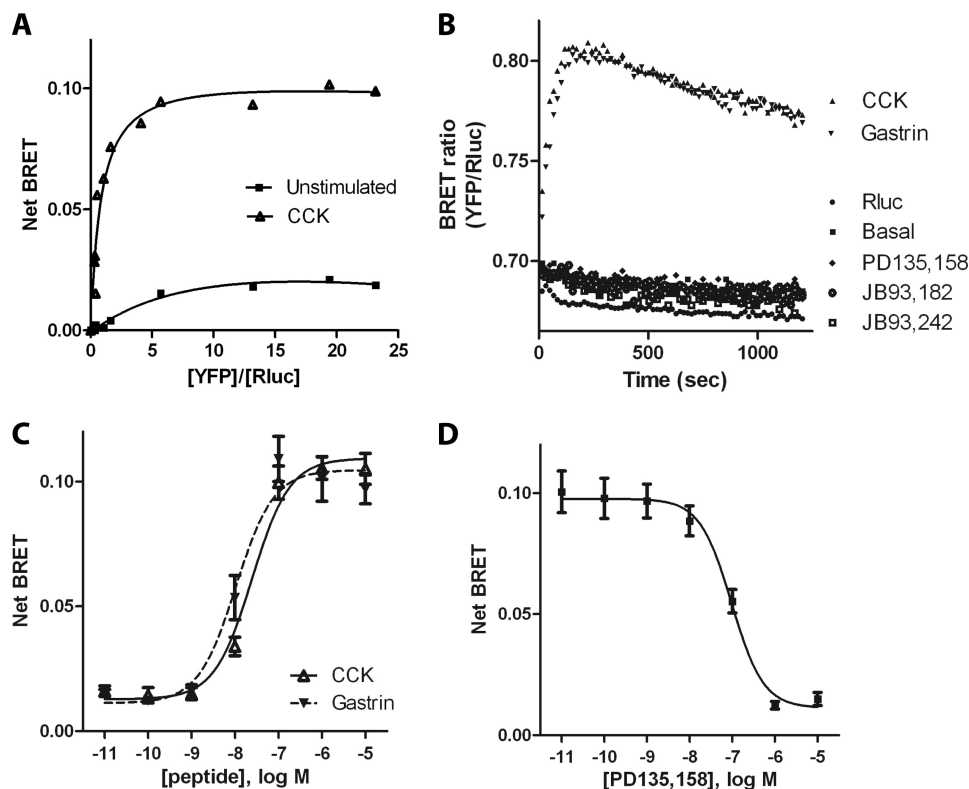 A
Net BRET
0.10
0.05
0.00
0
5
10
15
20
25
[YFP]/[Rluc]
Unstimulated
CCK
B
BRET ratio
(YFP/Rluc)
0.80
0.75
0.70
0
500
1000
Time (sec)
CCK
Gastrin
Rluc
Basal
PD135,158
JB93,182
JB93,242
C
Net BRET
0.10
0.05
0.00
-11
-10
-9
-8
-7
-6
-5
[peptide], log M
CCK
Gastrin
D
Net BRET
0.10
0.05
0.00
-11
-10
-9
-8
-7
-6
-5
[PD135,158], log M